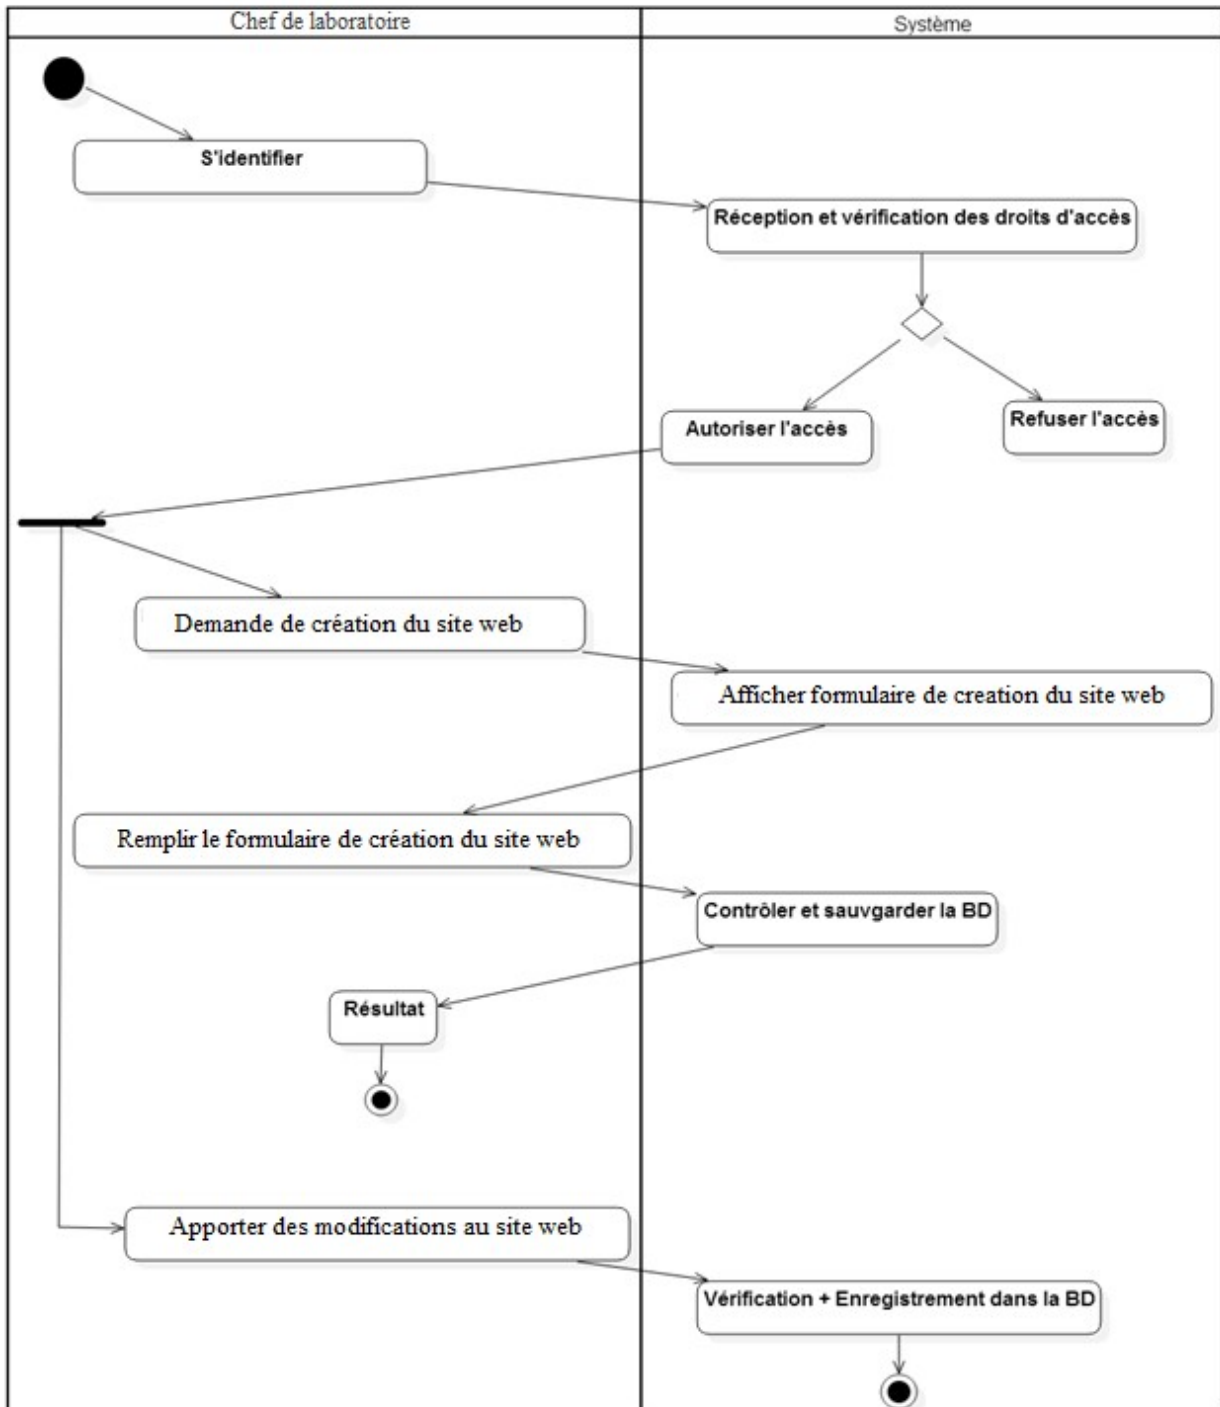 Chef de laboratoire
Système
S'identifier
Réception et vérification des droits d'accès
Autoriser l'accès
Refuser l'accès
Demande de création du site web
Afficher formulaire de creation du site web
Remplir le formulaire de création du site web
Contrôler et sauvgarder la BD
Résultat
Apporter des modifications au site web
Vérification + Enregistrement dans la BD